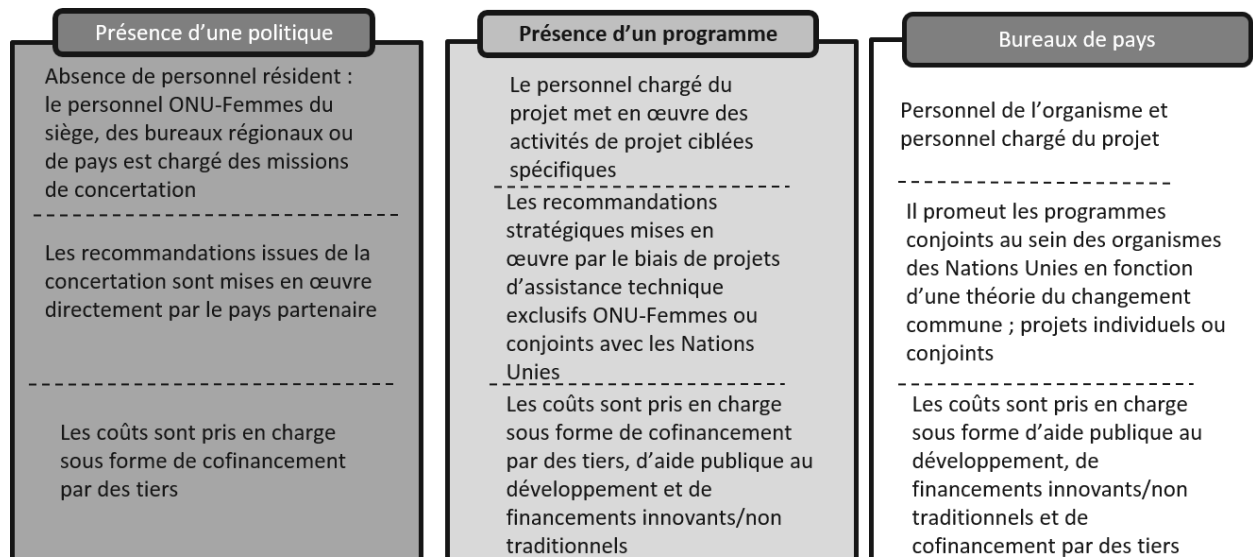 Présence d’une politique
Absence de personnel résident :
le personnel ONU-Femmes du
siège, des bureaux régionaux ou
de pays est chargé des missions
de concertation
Les recommandations issues de la
concertation sont mises en œuvre
directement par le pays partenaire
Les coûts sont pris en charge
sous forme de cofinancement
par des tiers
Présence d’un programme
Le personnel chargé du
projet met en œuvre des
activités de projet ciblées
spécifiques
Les recommandations
stratégiques mises en
œuvre par le biais de projets
d’assistance technique
exclusifs ONU-Femmes ou
conjoints avec les Nations
Unies
Les coûts sont pris en charge
sous forme de cofinancement
par des tiers, d’aide publique au
développement et de
financements innovants/non
traditionnels
Bureaux de pays
Personnel de l’organisme et
personnel chargé du projet
Il promeut les programmes
conjoints au sein des organismes
des Nations Unies en fonction
d’une théorie du changement
commune ; projets individuels ou
conjoints
Les coûts sont pris en charge
sous forme d’aide publique au
développement, de
financements innovants/non
traditionnels et de
cofinancement par des tiers